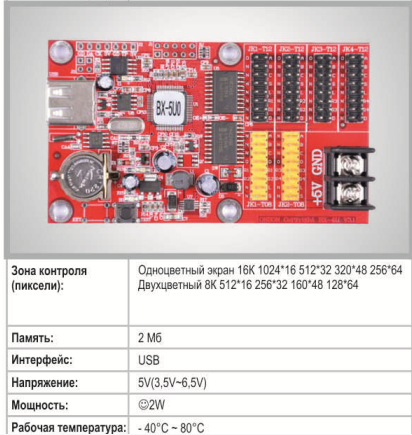 JK1-T12 JK2-T12 JK3-T12 JK4-T12
BX-5U0
+5V GND
JK1-T08 JK2-T08
Зона контроля (пиксели):
Одноцветный экран 16К 1024*16 512*32 320*48 256*64
Двухцветный 8К 512*16 256*32 160*48 128*64
Память: 2 Мб
Интерфейс: USB
Напряжение: 5V(3,5V~6,5V)
Мощность: ☺2W
Рабочая температура: - 40°C ~ 80°C